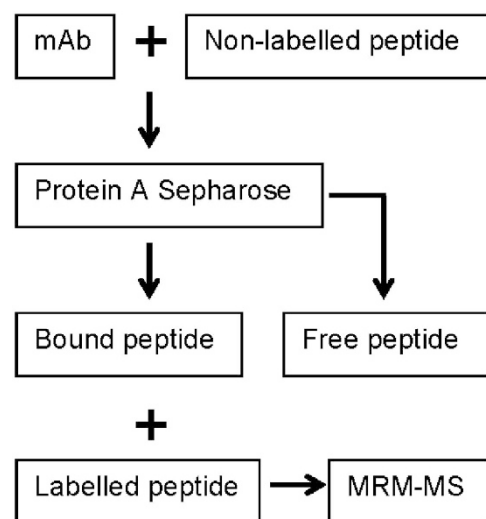 mAb + Non-labelled peptide
Protein A Sepharose
Bound peptide Free peptide
+
Labelled peptide MRM-MS